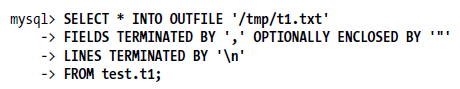 mysql> SELECT * INTO OUTFILE '/tmp/t1.txt'
-> FIELDS TERMINATED BY ',' OPTIONALLY ENCLOSED BY '"'
-> LINES TERMINATED BY '\n'
-> FROM test.t1;